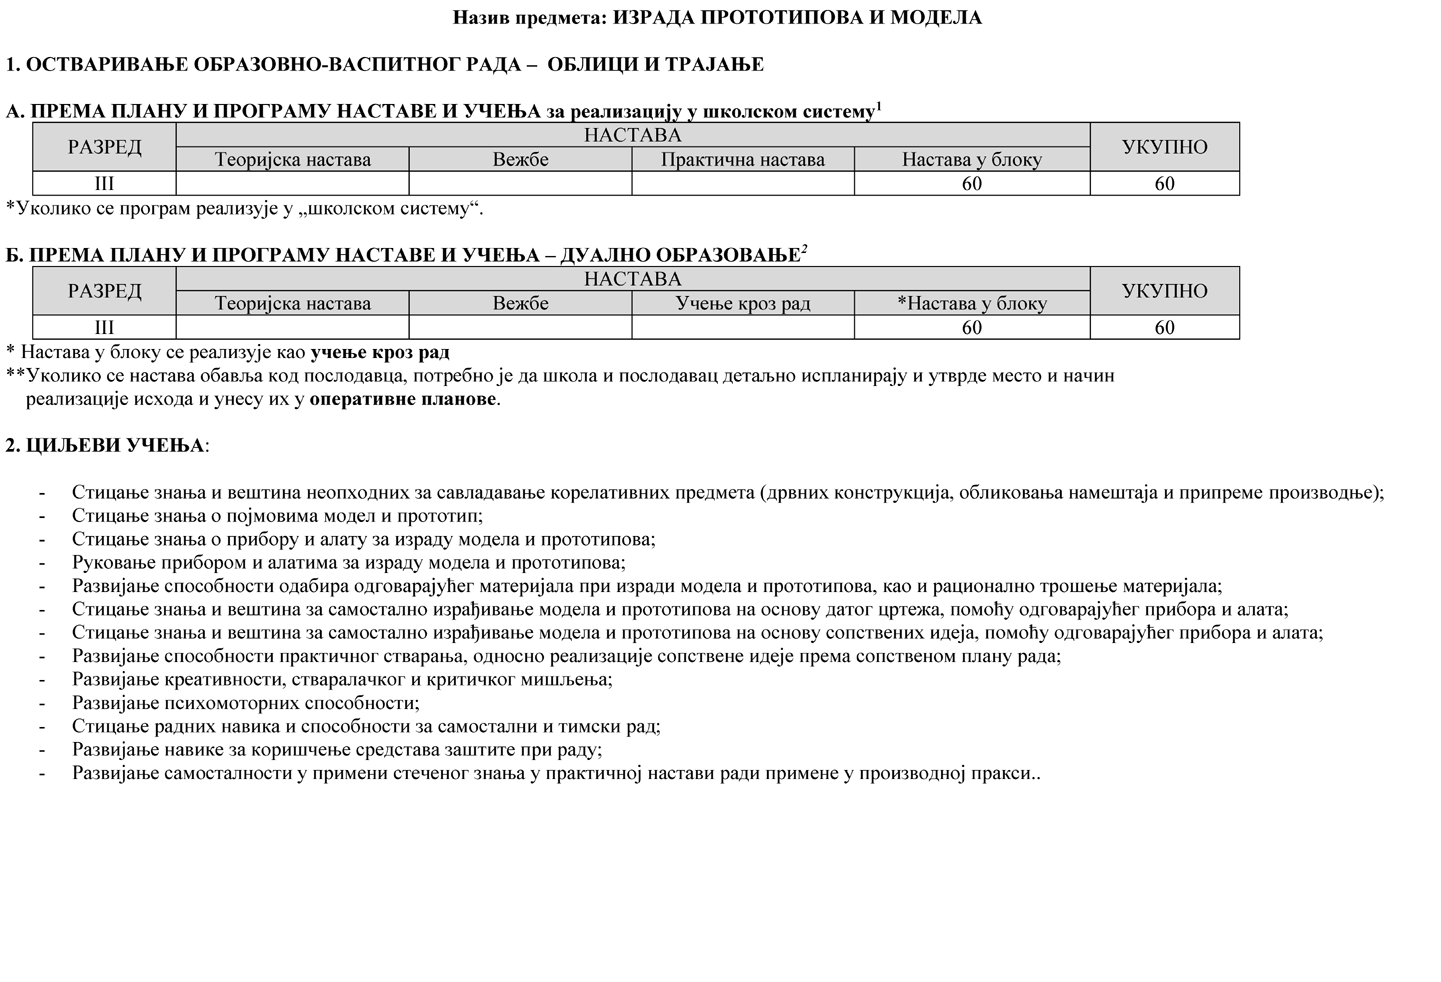 Назив предмета: ИЗРАДА ПРОТОТИПОВА И МОДЕЛА
1. ОСТВАРИВАЊЕ ОБРАЗОВНО-ВАСПИТНОГ РАДА – ОБЛИЦИ И ТРАЈАЊЕ
А. ПРЕМА ПЛАНУ И ПРОГРАМУ НАСТАВЕ И УЧЕЊА за реализацију у школском систему¹
РАЗРЕД НАСТАВА УКУПНО
Теоријска настава Вежбе Практична настава Настава у блоку
III 60 60
*Уколико се програм реализује у „школском систему“.
Б. ПРЕМА ПЛАНУ И ПРОГРАМУ НАСТАВЕ И УЧЕЊА – ДУАЛНО ОБРАЗОВАЊЕ²
РАЗРЕД НАСТАВА УКУПНО
Теоријска настава Вежбе Учење кроз рад *Настава у блоку
III 60 60
* Настава у блоку се реализује као учење кроз рад
**Уколико се настава обавља код послодавца, потребно је да школа и послодавац детаљно испланирају и утврде место и начин
реализације исхода и унесу их у оперативне планове.
2. ЦИЉЕВИ УЧЕЊА:
- Стицање знања и вештина неопходних за савладавање корелативних предмета (дрвних конструкција, обликовања намештаја и припреме производње);
- Стицање знања о појмовима модел и прототип;
- Стицање знања о прибору и алату за израду модела и прототипова;
- Руковање прибором и алатима за израду модела и прототипова;
- Развијање способности одабира одговарајућег материјала при изради модела и прототипова, као и рационално трошење материјала;
- Стицање знања и вештина за самостално израђивање модела и прототипова на основу датог цртежа, помоћу одговарајућег прибора и алата;
- Стицање знања и вештина за самостално израђивање модела и прототипова на основу сопствених идеја, помоћу одговарајућег прибора и алата;
- Развијање способности практичног стварања, односно реализације сопствене идеје према сопственом плану рада;
- Развијање креативности, стваралачког и критичког мишљења;
- Развијање психомоторних способности;
- Стицање радних навика и способности за самостални и тимски рад;
- Развијање навике за коришчење средстава заштите при раду;
- Развијање самосталности у примени стеченог знања у практичној настави ради примене у производној пракси..